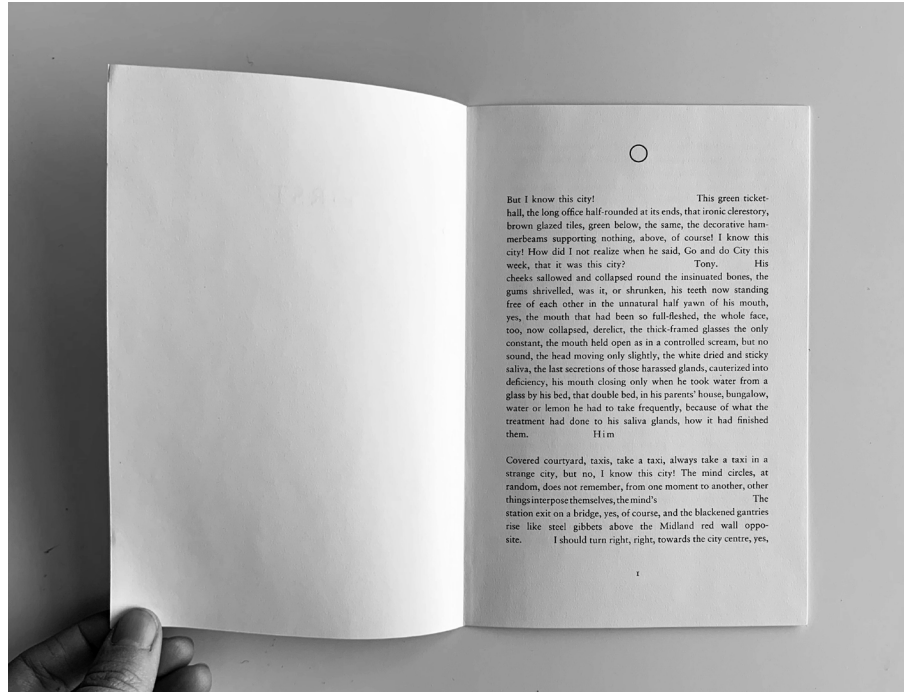 FIRST
But I know this city! This green ticket-
hall, the long office half-rounded at its ends, that ironic clerestory,
brown glazed tiles, green below, the same, the decorative ham-
merbeams supporting nothing, above, of course! I know this
city! How did I not realize when he said, Go and do City this
week, that it was this city? Tony. His
cheeks sallowed and collapsed round the insinuated bones, the
gums shrivelled, was it, or shrunken, his teeth now standing
free of each other in the unnatural half yawn of his mouth,
yes, the mouth that had been so full-fleshed, the whole face,
too, now collapsed, derelict, the thick-framed glasses the only
constant, the mouth held open as in a controlled scream, but no
sound, the head moving only slightly, the white dried and sticky
saliva, the last secretions of those harassed glands, cauterized into
deficiency, his mouth closing only when he took water from a
glass by his bed, that double bed, in his parents' house, bungalow,
water or lemon he had to take frequently, because of what the
treatment had done to his saliva glands, how it had finished
them. Him
Covered courtyard, taxis, take a taxi, always take a taxi in a
strange city, but no, I know this city! The mind circles, at
random, does not remember, from one moment to another, other
things interpose themselves, the mind's The
station exit on a bridge, yes, of course, and the blackened gantries
rise like steel gibbets above the Midland red wall oppo-
site. I should turn right, right, towards the city centre, yes,
1